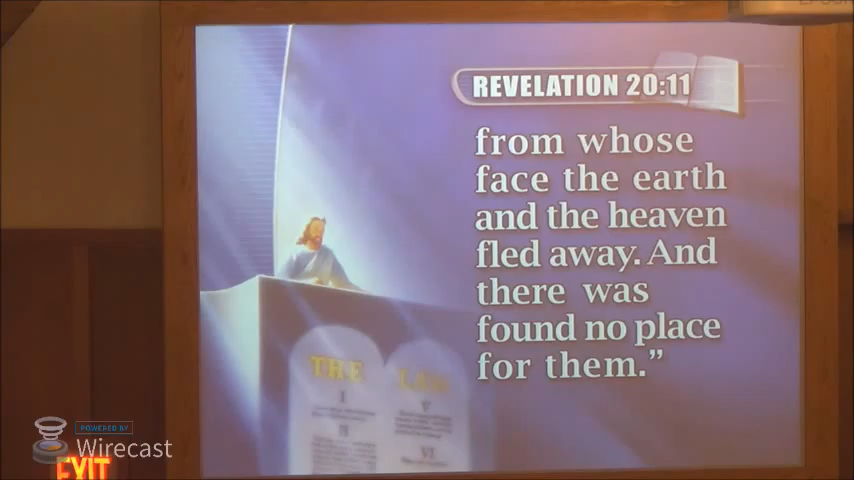 REVELATION 20:11
from whose
face the earth
and the heaven
fled away. And
there was
found no place
for them.”
THE LAW
I
V
II
VI
POWERED BY
Wirecast
EXIT